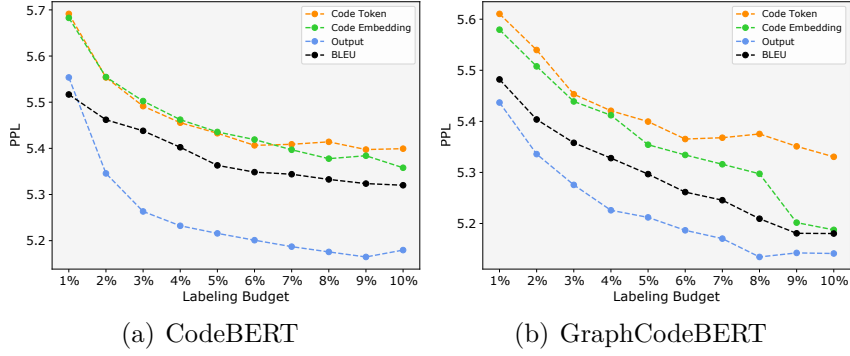 5.7
5.6
5.5
5.4
5.3
5.2
PPL
Code Token
Code Embedding
Output
BLEU
1% 2% 3% 4% 5% 6% 7% 8% 9% 10%
Labeling Budget
(a) CodeBERT
5.6
5.5
5.4
5.3
5.2
PPL
Code Token
Code Embedding
Output
BLEU
1% 2% 3% 4% 5% 6% 7% 8% 9% 10%
Labeling Budget
(b) GraphCodeBERT